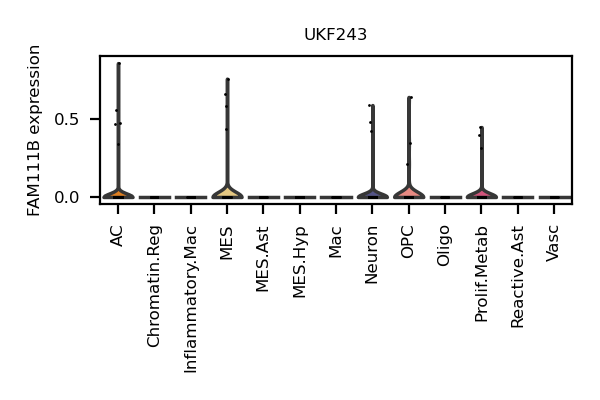 UKF243
FAM111B expression
0.5
0.0
AC
Chromatin.Reg
Inflammatory.Mac
MES
MES.Ast
MES.Hyp
Mac
Neuron
OPC
Oligo
Prolif.Metab
Reactive.Ast
Vasc